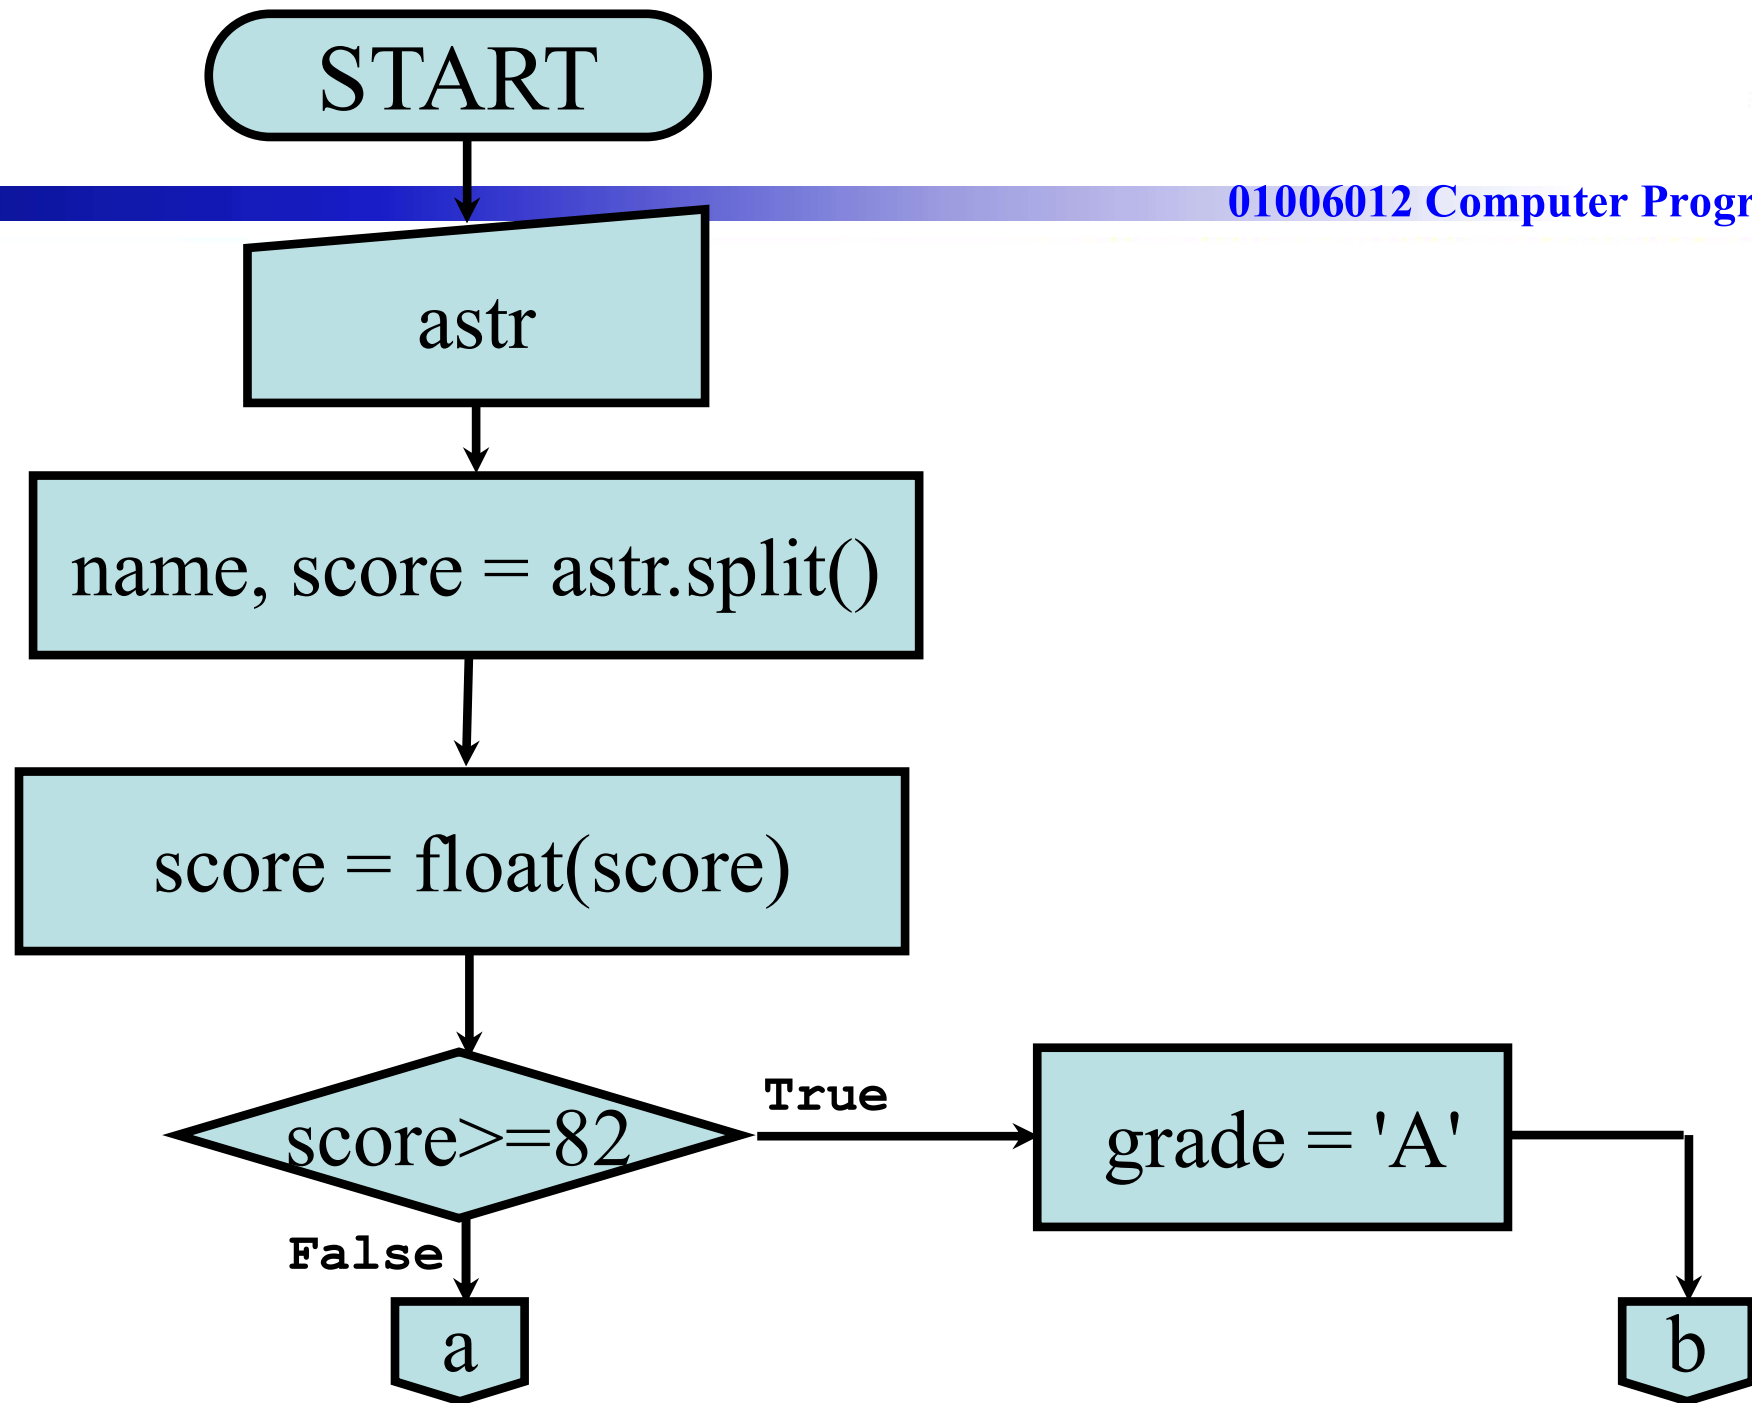 START
01006012 Computer Progr
astr
name, score = astr.split()
score = float(score)
score>=82
True
grade = 'A'
False
a
b